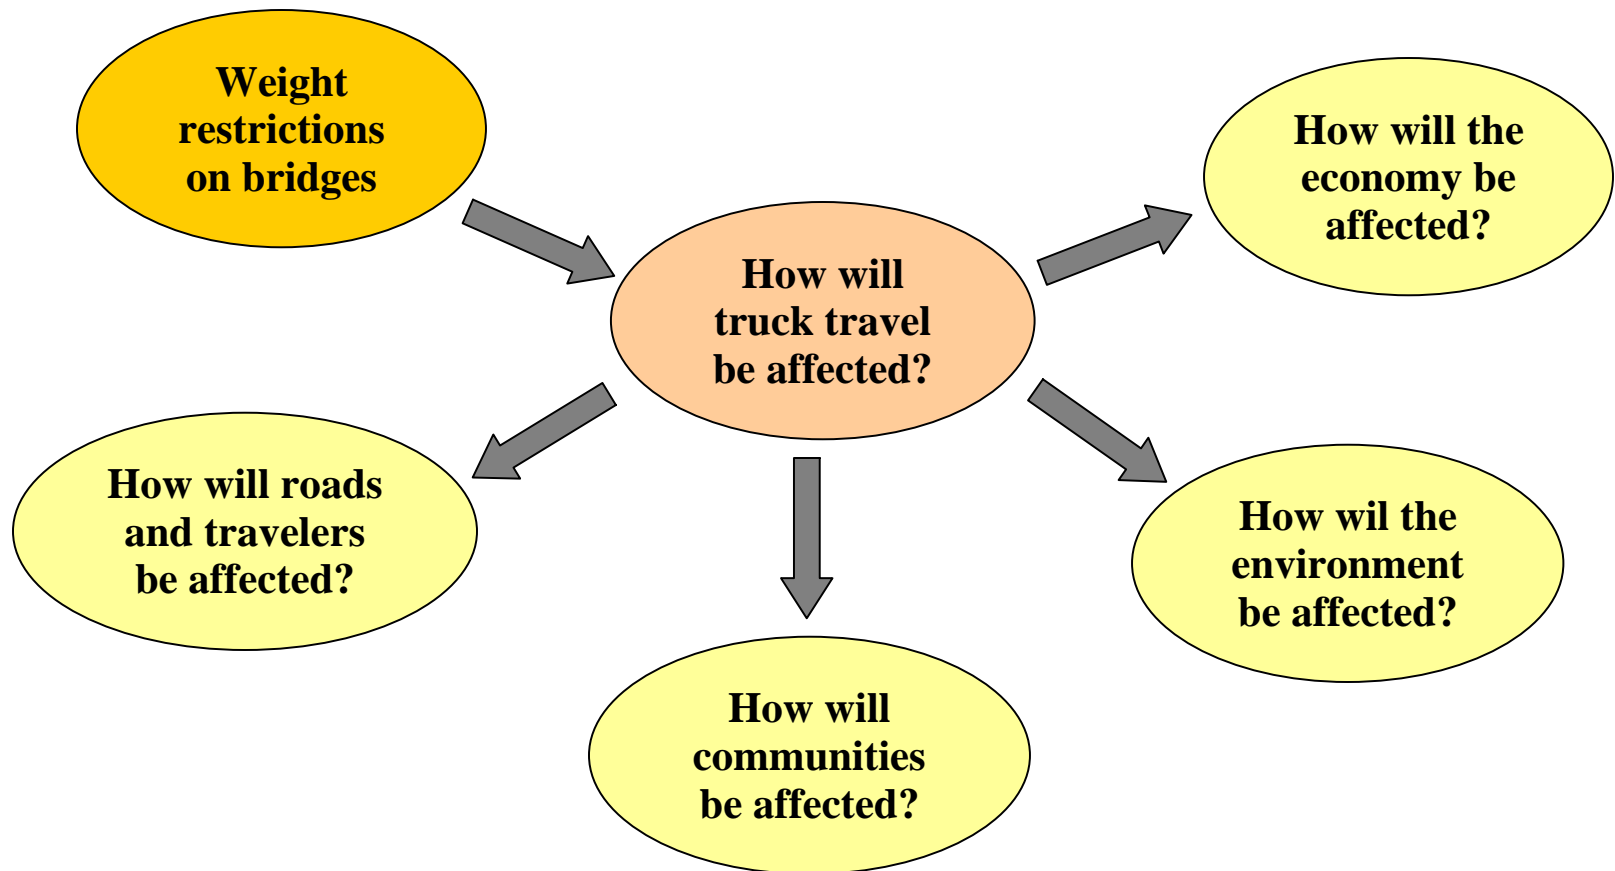 Weight
restrictions
on bridges
How will the
economy be
affected?
How will
truck travel
be affected?
How will roads
and travelers
be affected?
How wil the
environment
be affected?
How will
communities
be affected?